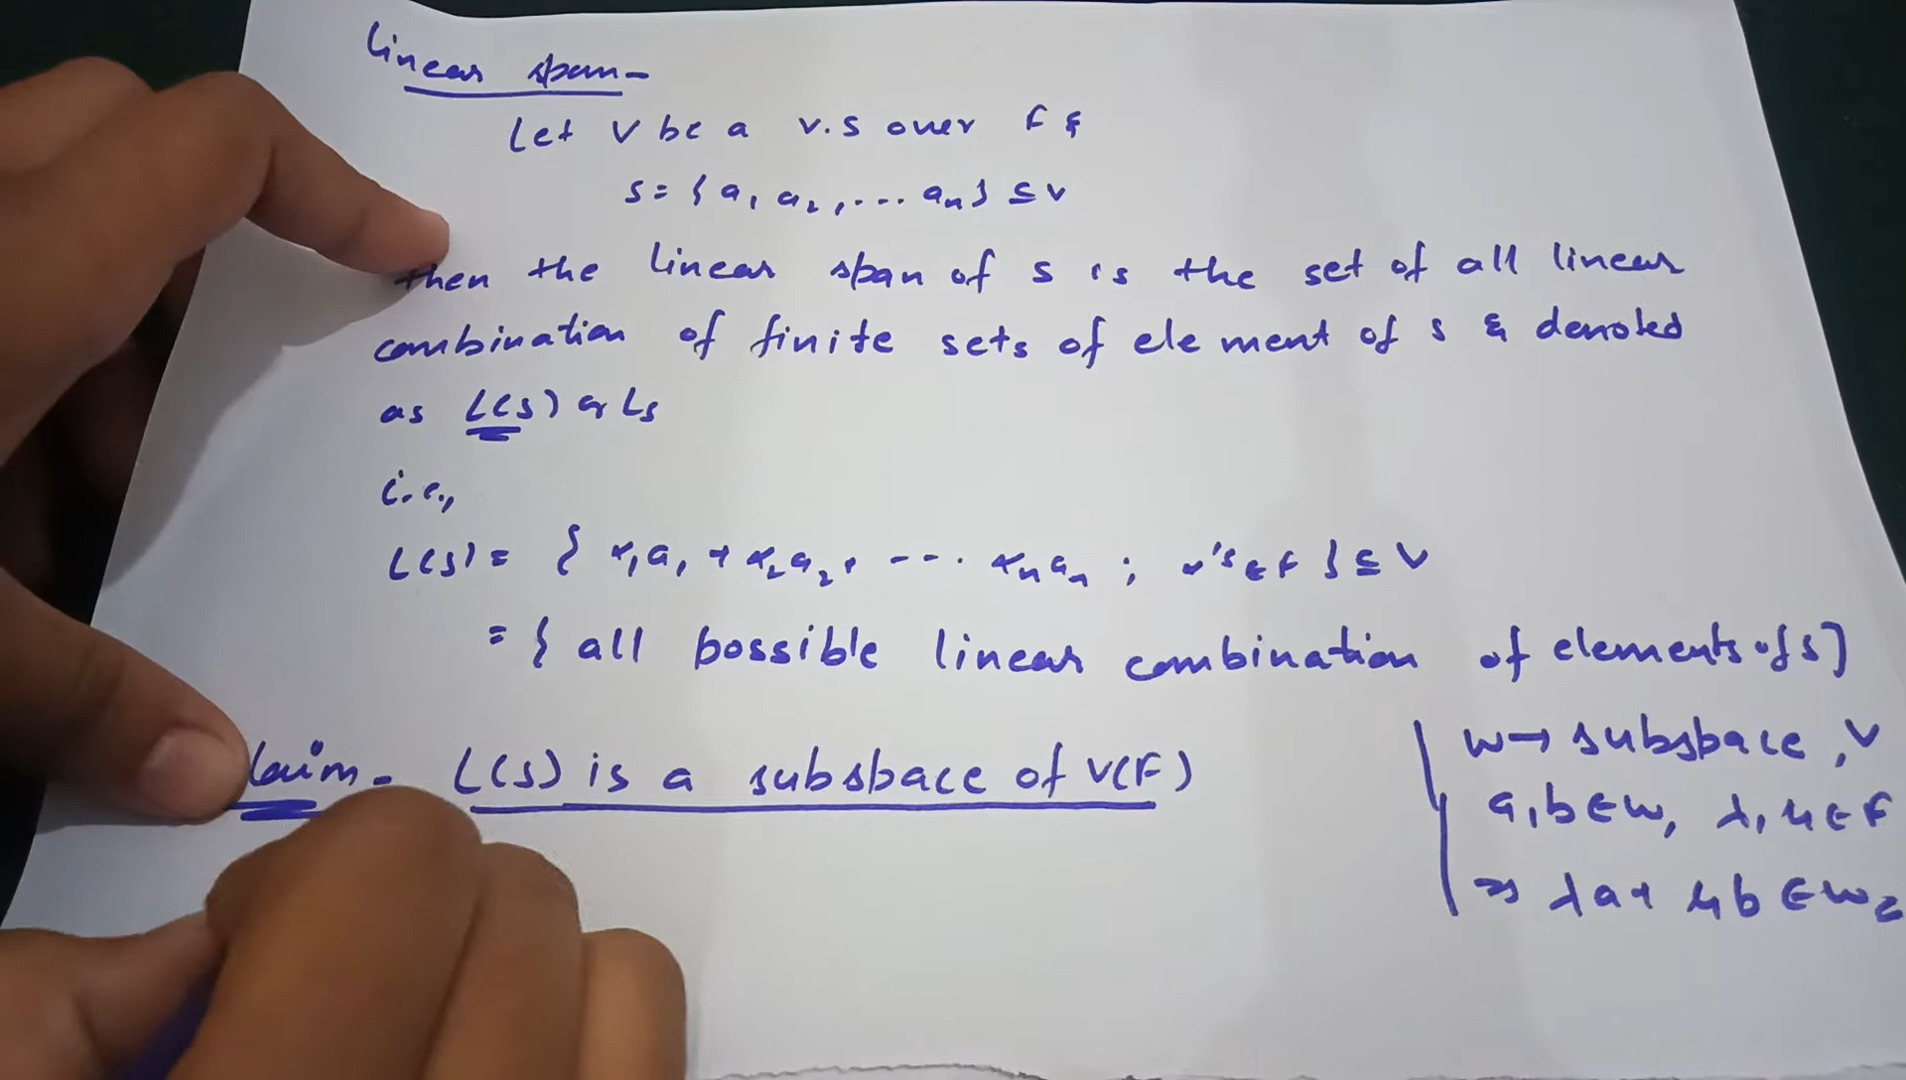 Linear span-
Let V be a v.s over F &
S = { a1 a2, ... an } ⊆ V
then the linear span of S is the set of all linear
combination of finite sets of element of S & denoted
as L(S) or Ls
i.e.,
L(S) = { α1a1 + α2a2, --- . αnan ; α's ∈ F } ⊆ V
= { all possible linear combination of elements of S }
laim - L(S) is a subspace of V(F)
W → subspace, V
a, b ∈ W, λ, μ ∈ F
⇒ λa + μb ∈ W